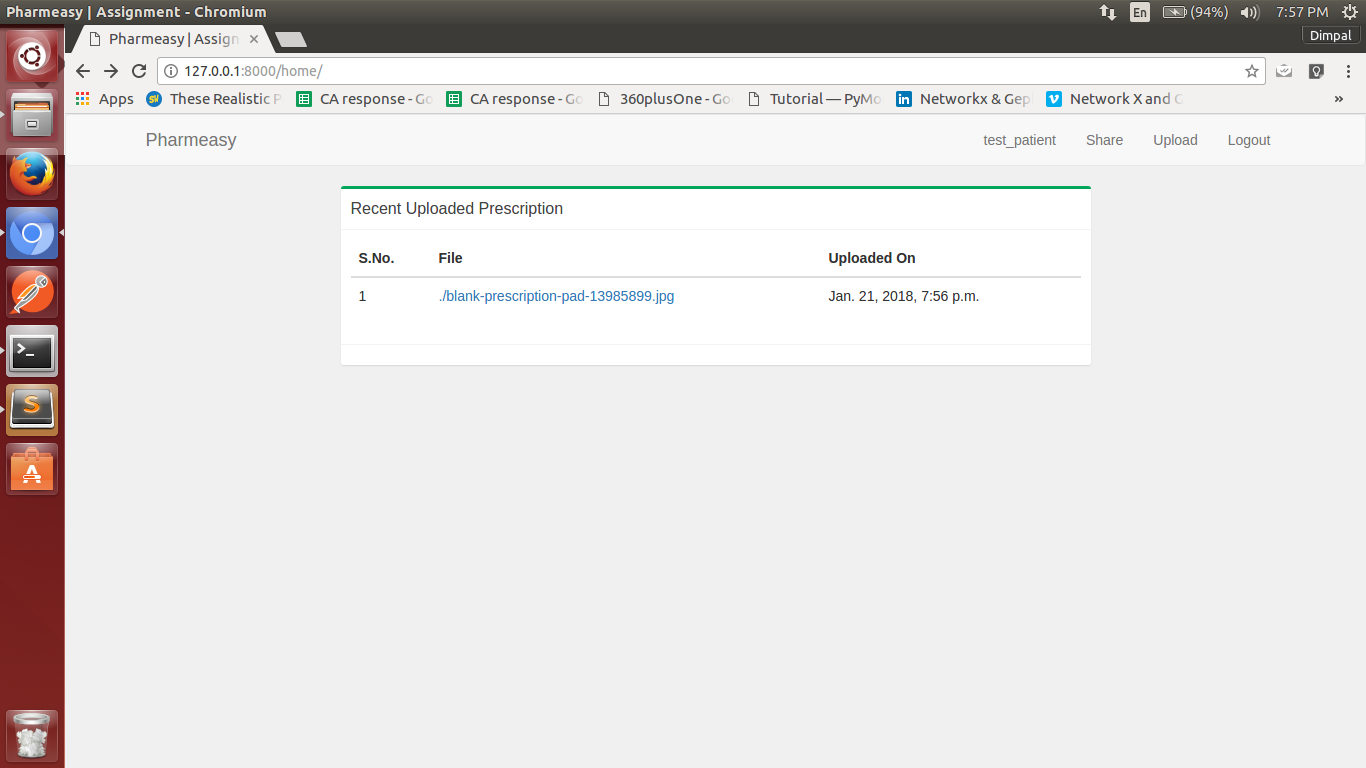 Pharmeasy | Assignment - Chromium
En (94%) 7:57 PM
Pharmeasy | Assign
Dimpal
127.0.0.1:8000/home/
Apps SW These Realistic CA response - Go CA response - Go 360plusOne - Go Tutorial — PyMo in Networkx & Gep Network X and »
Pharmeasy test_patient Share Upload Logout
Recent Uploaded Prescription
S.No. File Uploaded On
1 ./blank-prescription-pad-13985899.jpg Jan. 21, 2018, 7:56 p.m.